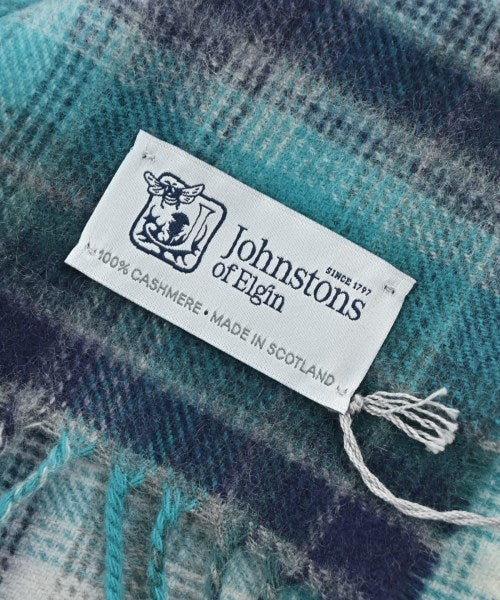 SINCE 1797
Johnstons
of Elgin
100% CASHMERE • MADE IN SCOTLAND